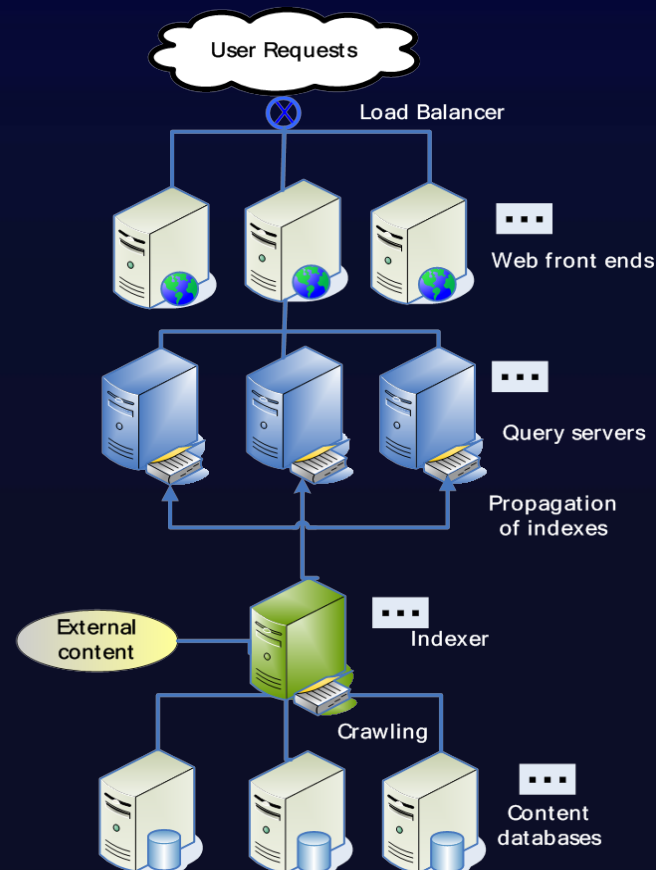 User Requests
Load Balancer
Web front ends
Query servers
Propagation
of indexes
External
content
Indexer
Crawling
Content
databases